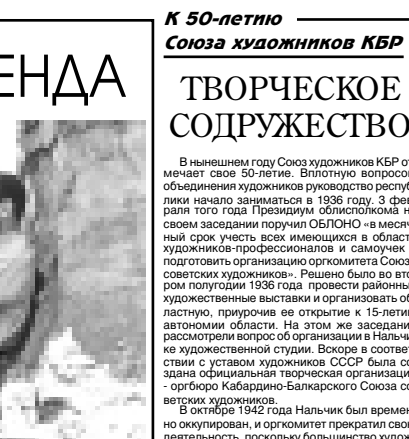 ЕНДА
К 50-летию
Союза художников КБР
ТВОРЧЕСКОЕ
СОДРУЖЕСТВО
В нынешнем году Союз художников КБР от
мечает свое 50-летие. Вплотную вопросом
объединения художников руководство респуб
лики начало заниматься в 1936 году. 3 фев
раля того года Президиум облисполкома н
своем заседании поручил ОБЛОНО «в месяч
ный срок учесть всех имеющихся в област
художников-профессионалов и самоучек
подготовить организацию оргкомитета Союз
советских художников». Решено было во вто
ром полугодии 1936 года провести районны
художественные выставки и организовать об
ластную, приурочив ее открытие к 15-лети
автономии области. На этом же заседани
рассмотрели вопрос об организации в Нальчи
ке художественной студии. Вскоре в соответ
ствии с уставом художников СССР была со
здана официальная творческая организаци
- оргбюро Кабардино-Балкарского Союза со
ветских художников.
В октябре 1942 года Нальчик был времен
но оккупирован, и оргкомитет прекратил сво
деятельность, поскольку большинство худож